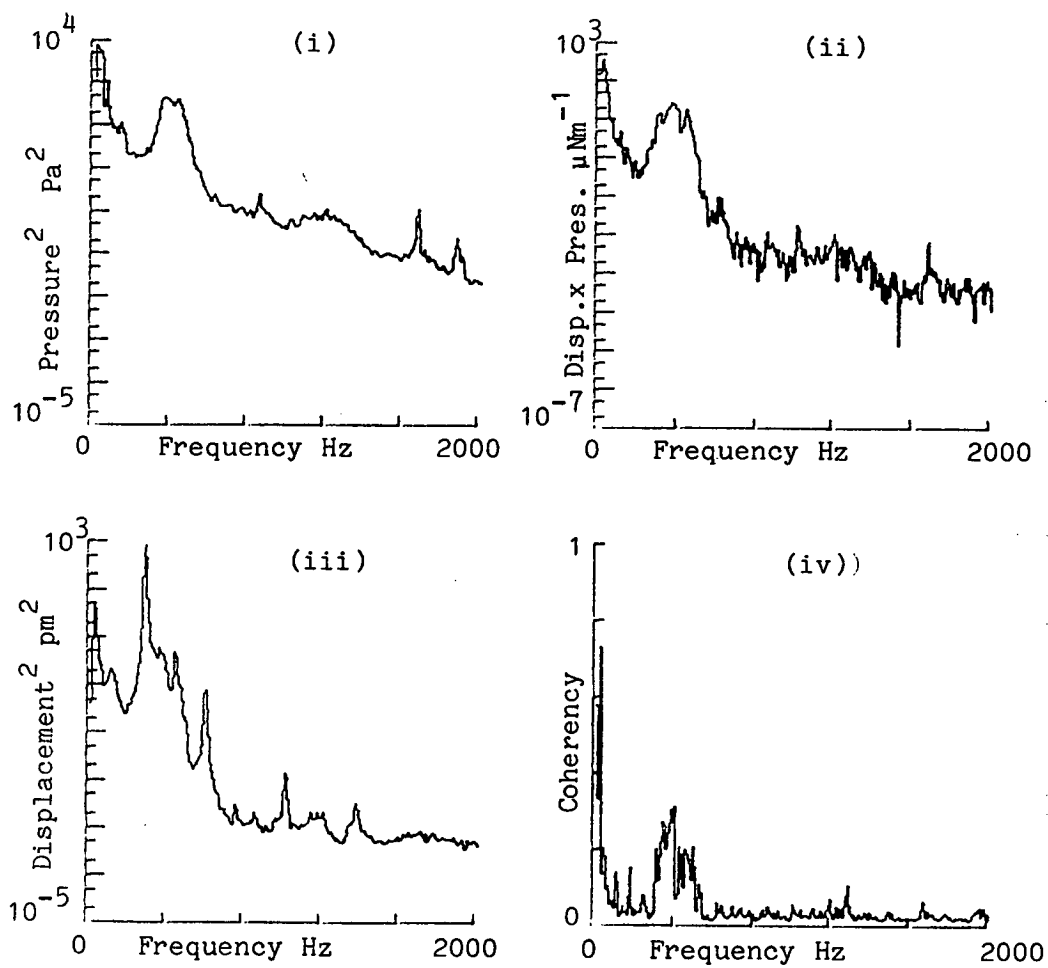 (i)
10^4
Pressure^2 Pa^2
10^-5
0 Frequency Hz 2000
(ii)
10^3
Disp.x Pres. μNm^-1
10^-7
0 Frequency Hz 2000
(iii)
10^3
Displacement^2 pm^2
10^-5
0 Frequency Hz 2000
(iv))
1
Coherency
0
0 Frequency Hz 2000